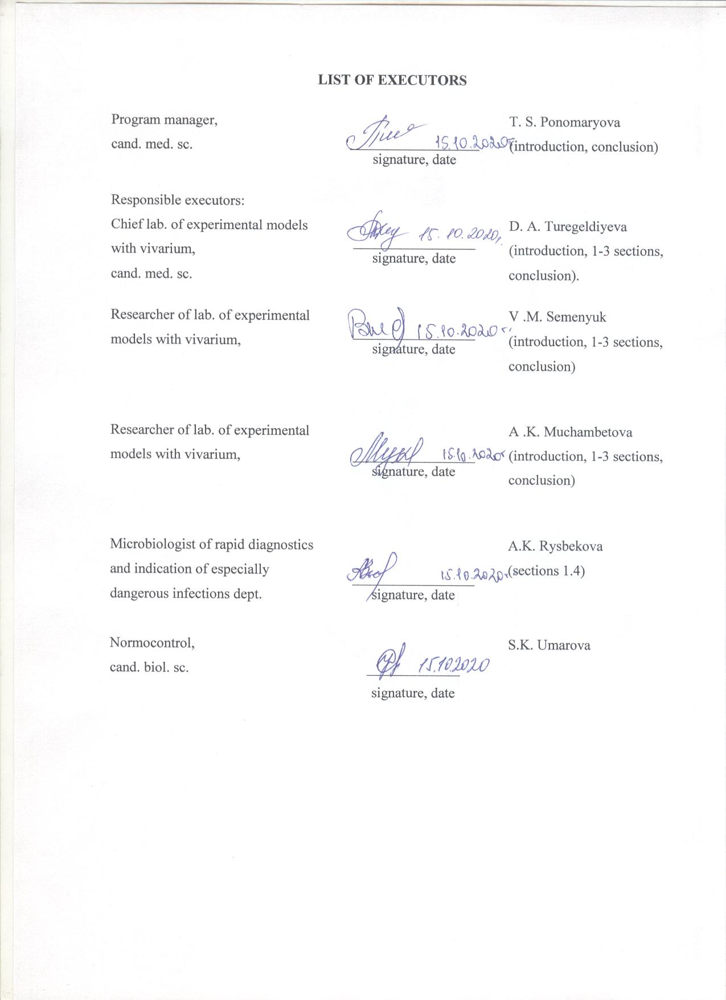 LIST OF EXECUTORS
Program manager,
cand. med. sc.
15.10.2020г
signature, date
T. S. Ponomaryova
(introduction, conclusion)
Responsible executors:
Chief lab. of experimental models
with vivarium,
cand. med. sc.
15.10.2020г.
signature, date
D. A. Turegeldiyeva
(introduction, 1-3 sections,
conclusion).
Researcher of lab. of experimental
models with vivarium,
15.10.2020г.
signature, date
V .M. Semenyuk
(introduction, 1-3 sections,
conclusion)
Researcher of lab. of experimental
models with vivarium,
15.10.2020г
signature, date
A .K. Muchambetova
(introduction, 1-3 sections,
conclusion)
Microbiologist of rapid diagnostics
and indication of especially
dangerous infections dept.
15.10.2020г.
signature, date
A.K. Rysbekova
(sections 1.4)
Normocontrol,
cand. biol. sc.
15.10.2020
signature, date
S.K. Umarova